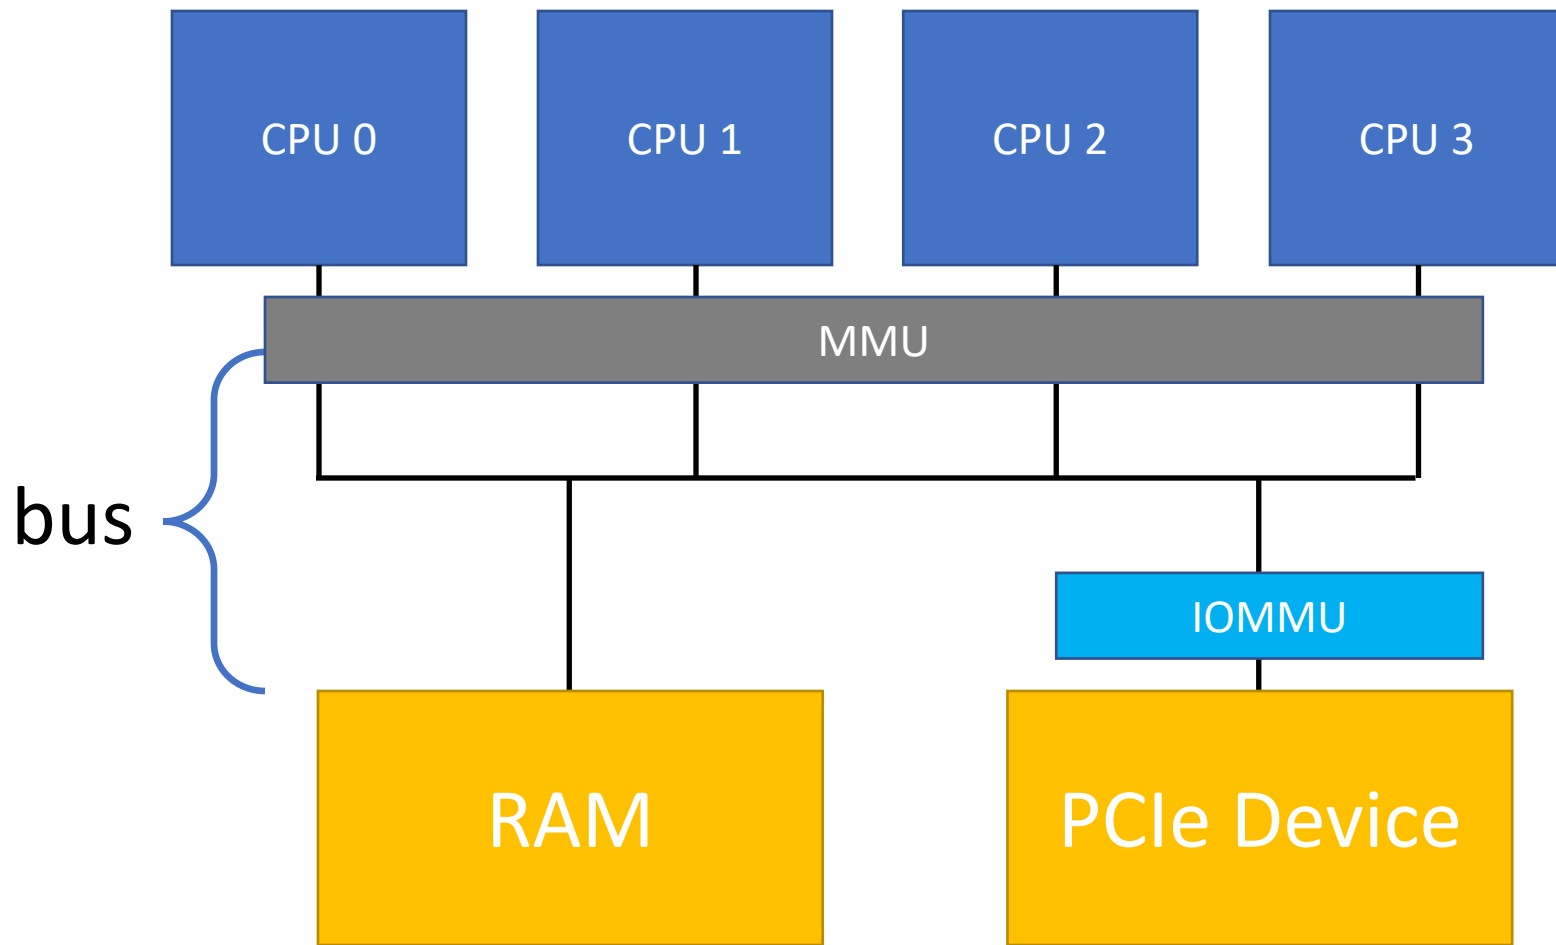 CPU 0
CPU 1
CPU 2
CPU 3
MMU
bus
IOMMU
RAM
PCIe Device